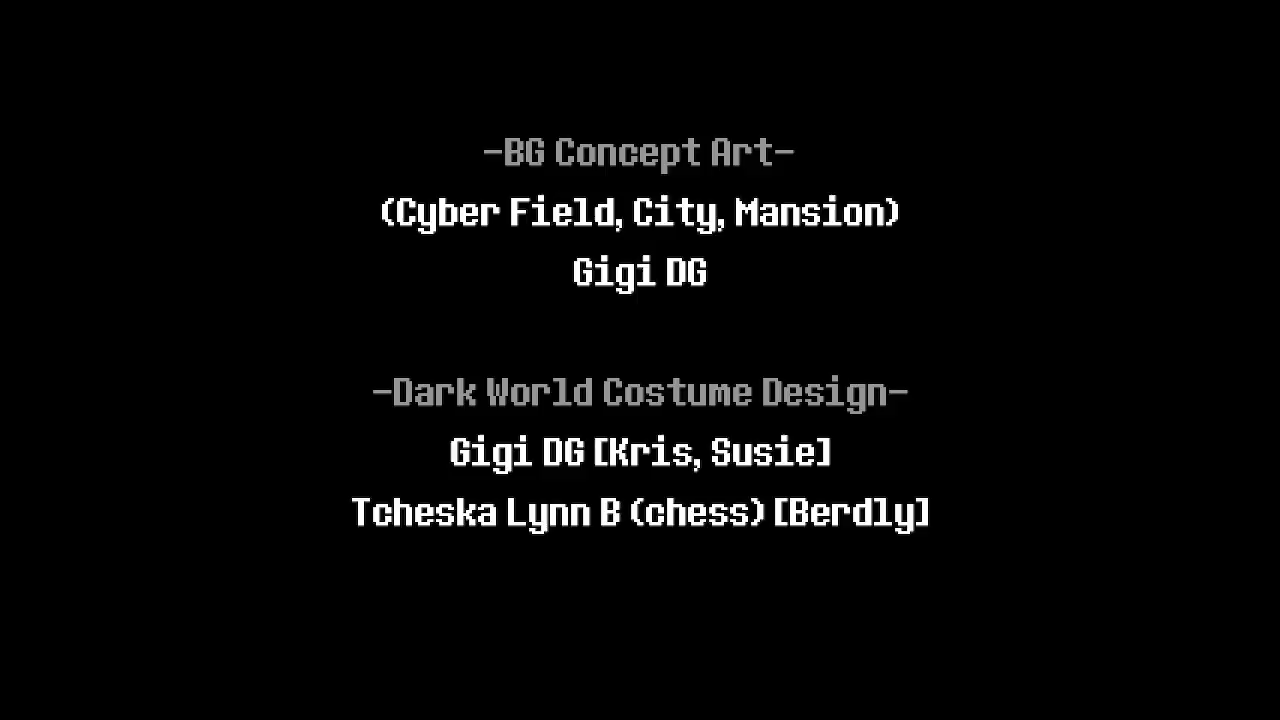 -BG Concept Art-
(Cyber Field, City, Mansion)
Gigi DG
-Dark World Costume Design-
Gigi DG [Kris, Susie]
Tcheska Lynn B (chess) [Berdly]